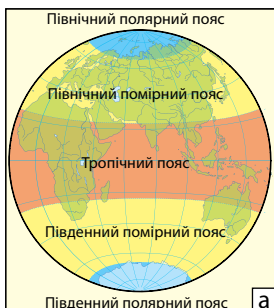 Північний полярний пояс
Північний помірний пояс
Тропічний пояс
Південний помірний пояс
Південний полярний пояс
а